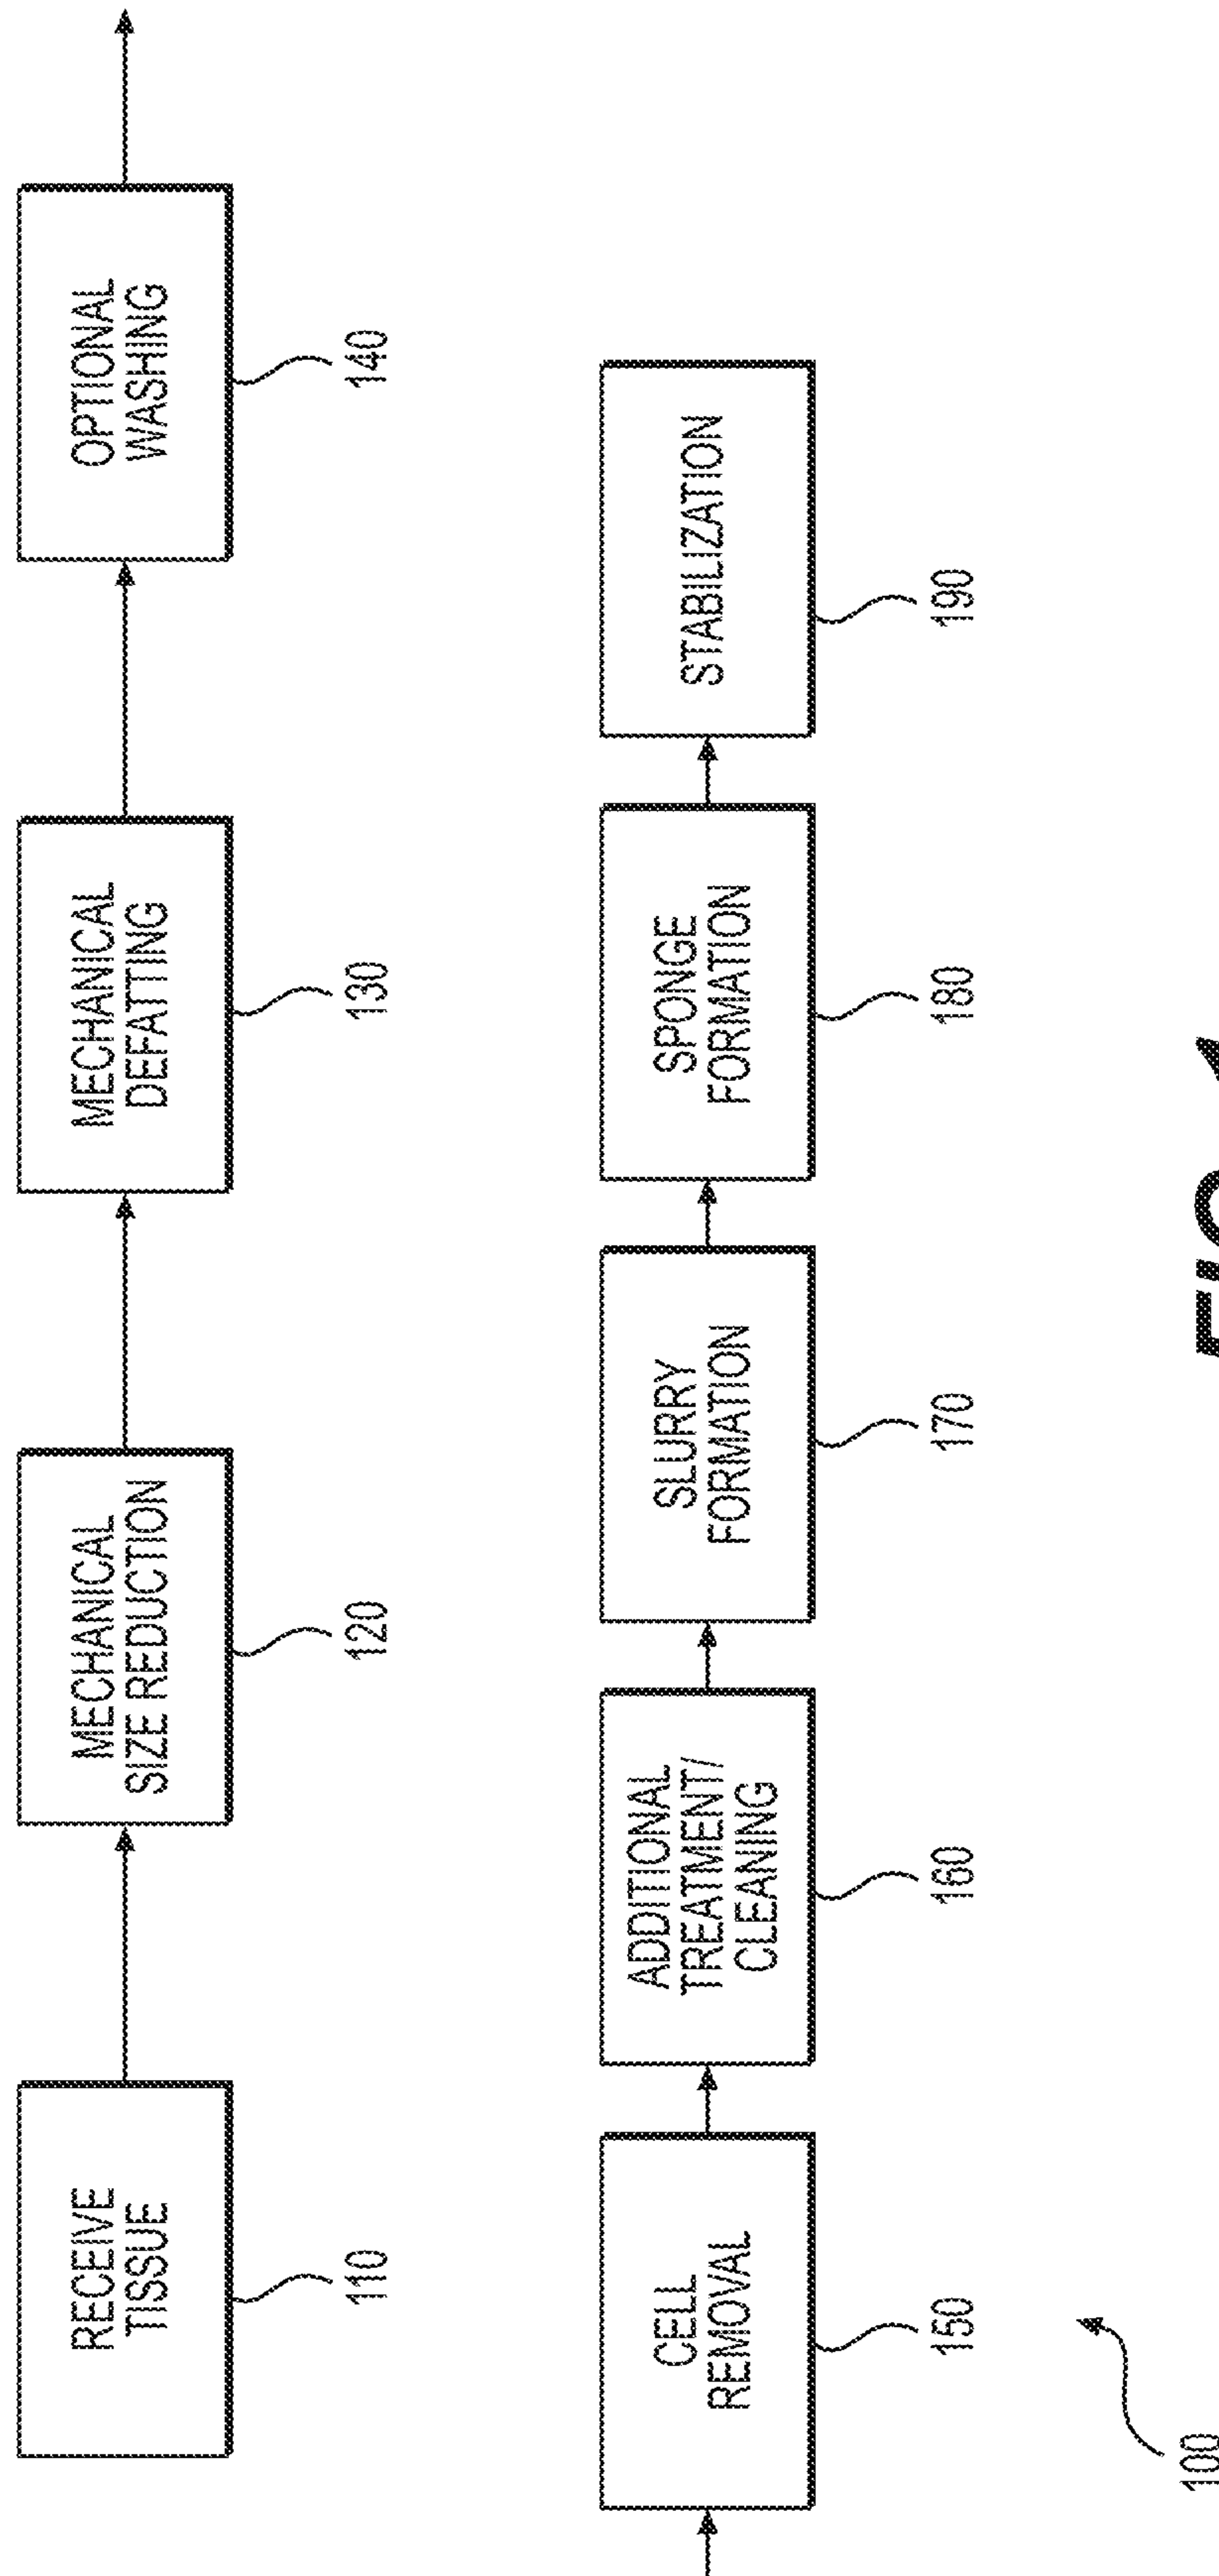 RECEIVE
TISSUE
110
MECHANICAL
SIZE REDUCTION
120
MECHANICAL
DEFATTING
130
OPTIONAL
WASHING
140
CELL
REMOVAL
150
ADDITIONAL
TREATMENT/
CLEANING
160
SLURRY
FORMATION
170
SPONGE
FORMATION
180
STABILIZATION
190
100